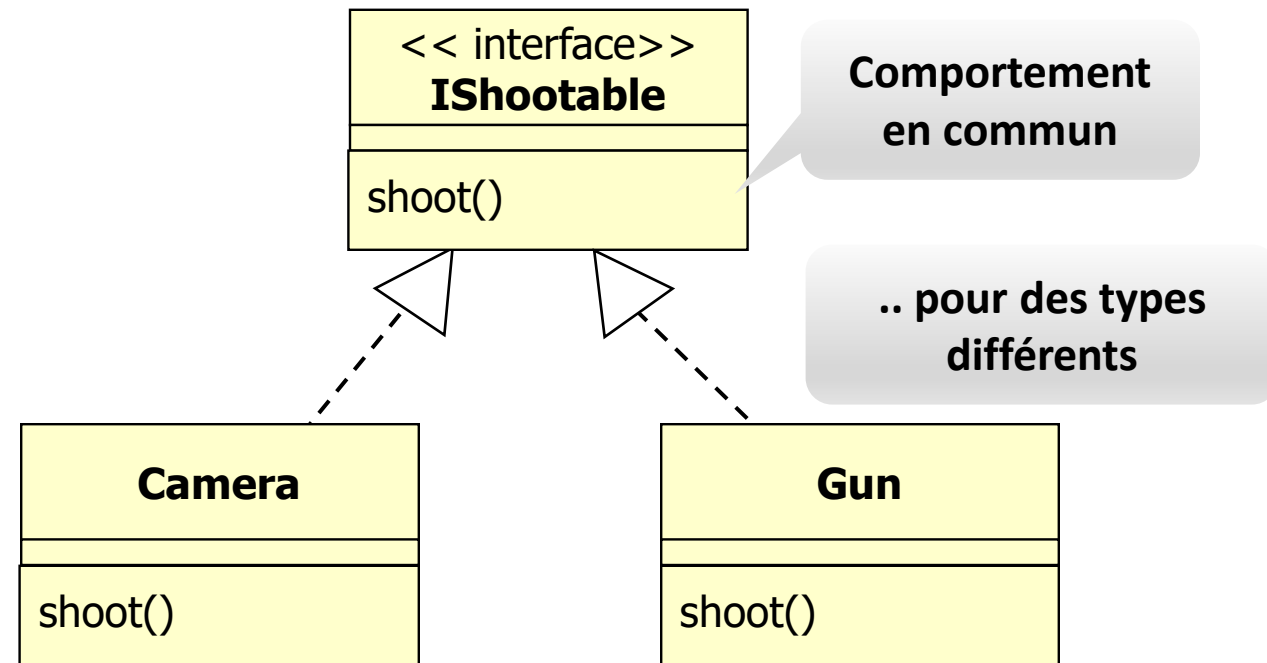 << interface>>
IShootable
Comportement
en commun
shoot()
.. pour des types
différents
Camera
Gun
shoot()
shoot()